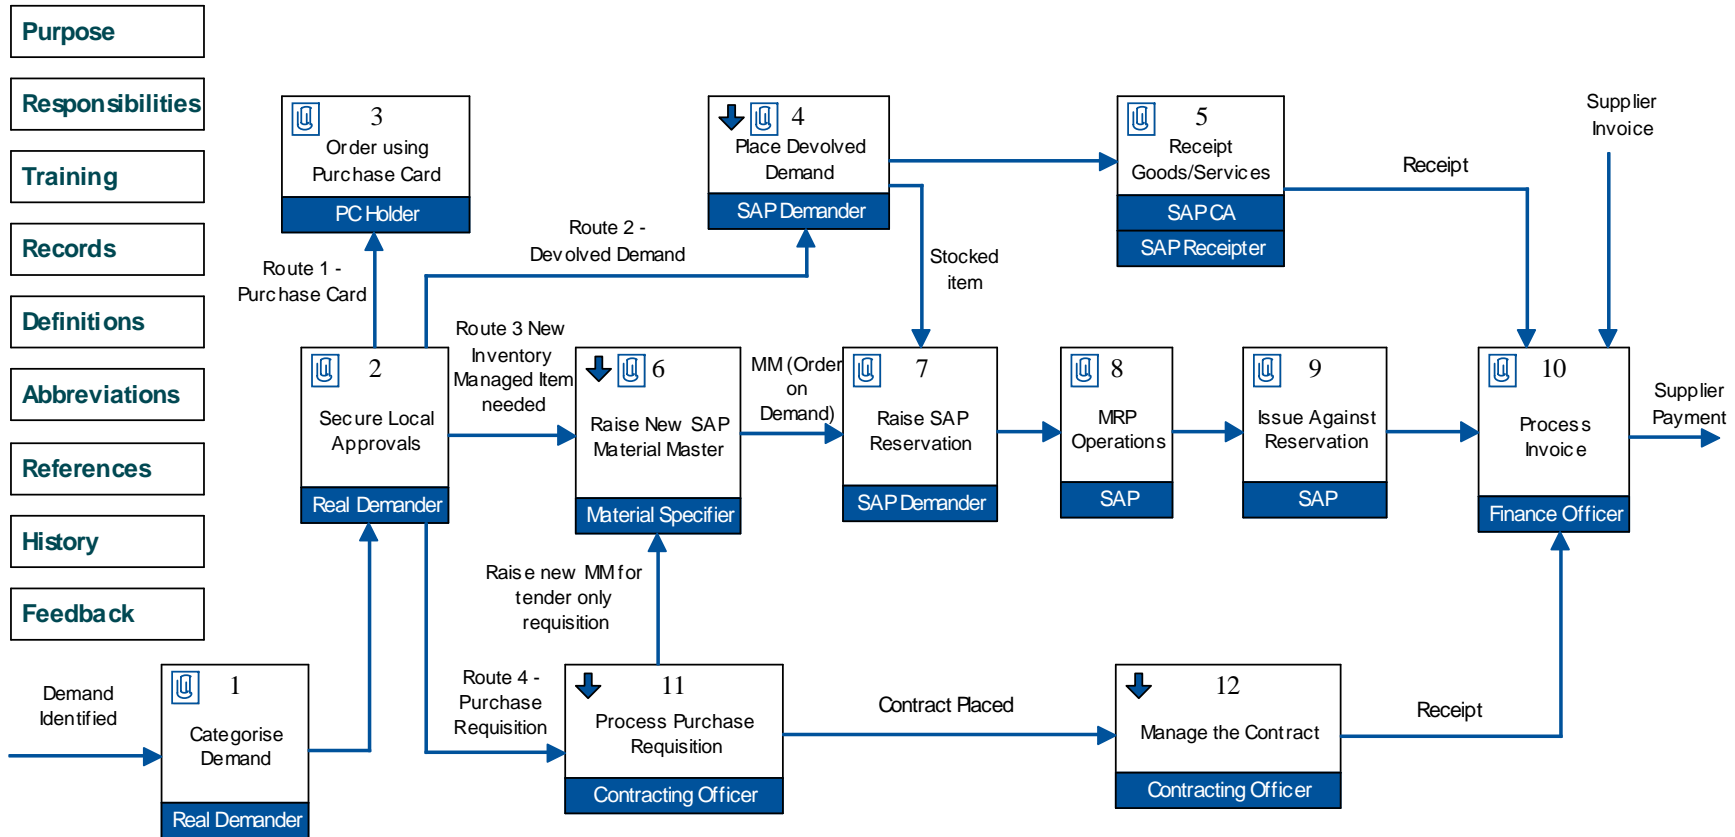 Purpose
Responsibilities
Training
Records
Definitions
Abbreviations
References
History
Feedback
3
Order using
Purchase Card
PC Holder
4
Place Devolved
Demand
SAP Demander
5
Receipt
Goods/Services
SAP CA
SAP Receipter
Supplier
Invoice
Receipt
Route 1 -
Purchase Card
Route 2 -
Devolved Demand
Stocked
item
2
Secure Local
Approvals
Real Demander
Route 3 New
Inventory
Managed Item
needed
6
Raise New SAP
Material Master
Material Specifier
MM (Order
on
Demand)
7
Raise SAP
Reservation
SAP Demander
8
MRP
Operations
SAP
9
Issue Against
Reservation
SAP
10
Process
Invoice
Finance Officer
Supplier
Payment
Raise new MM for
tender only
requisition
Demand
Identified
1
Categorise
Demand
Real Demander
Route 4 -
Purchase
Requisition
11
Process Purchase
Requisition
Contracting Officer
Contract Placed
12
Manage the Contract
Contracting Officer
Receipt